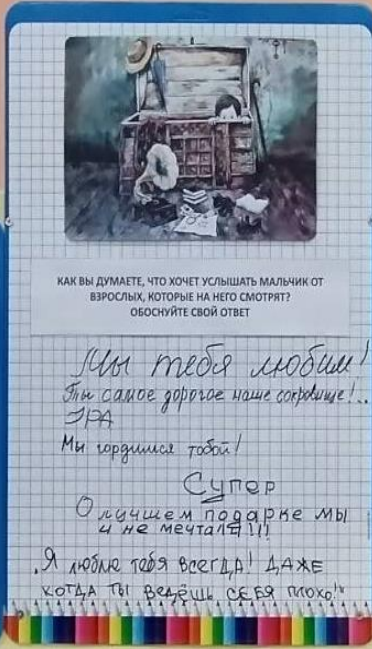 КАК ВЫ ДУМАЕТЕ, ЧТО ХОЧЕТ УСЛЫШАТЬ МАЛЬЧИК ОТ
ВЗРОСЛЫХ, КОТОРЫЕ НА НЕГО СМОТРЯТ?
ОБОСНУЙТЕ СВОЙ ОТВЕТ
Мы тебя любим!
Ты самое дорогое наше сокровище!..
УРА
Мы гордимся тобой!
Супер
О лучшем подарке мы
и не мечтали!!!
„Я люблю тебя всегда! ДАЖЕ
КОГДА ТЫ ВЕДЁШЬ СЕБЯ плохо!“